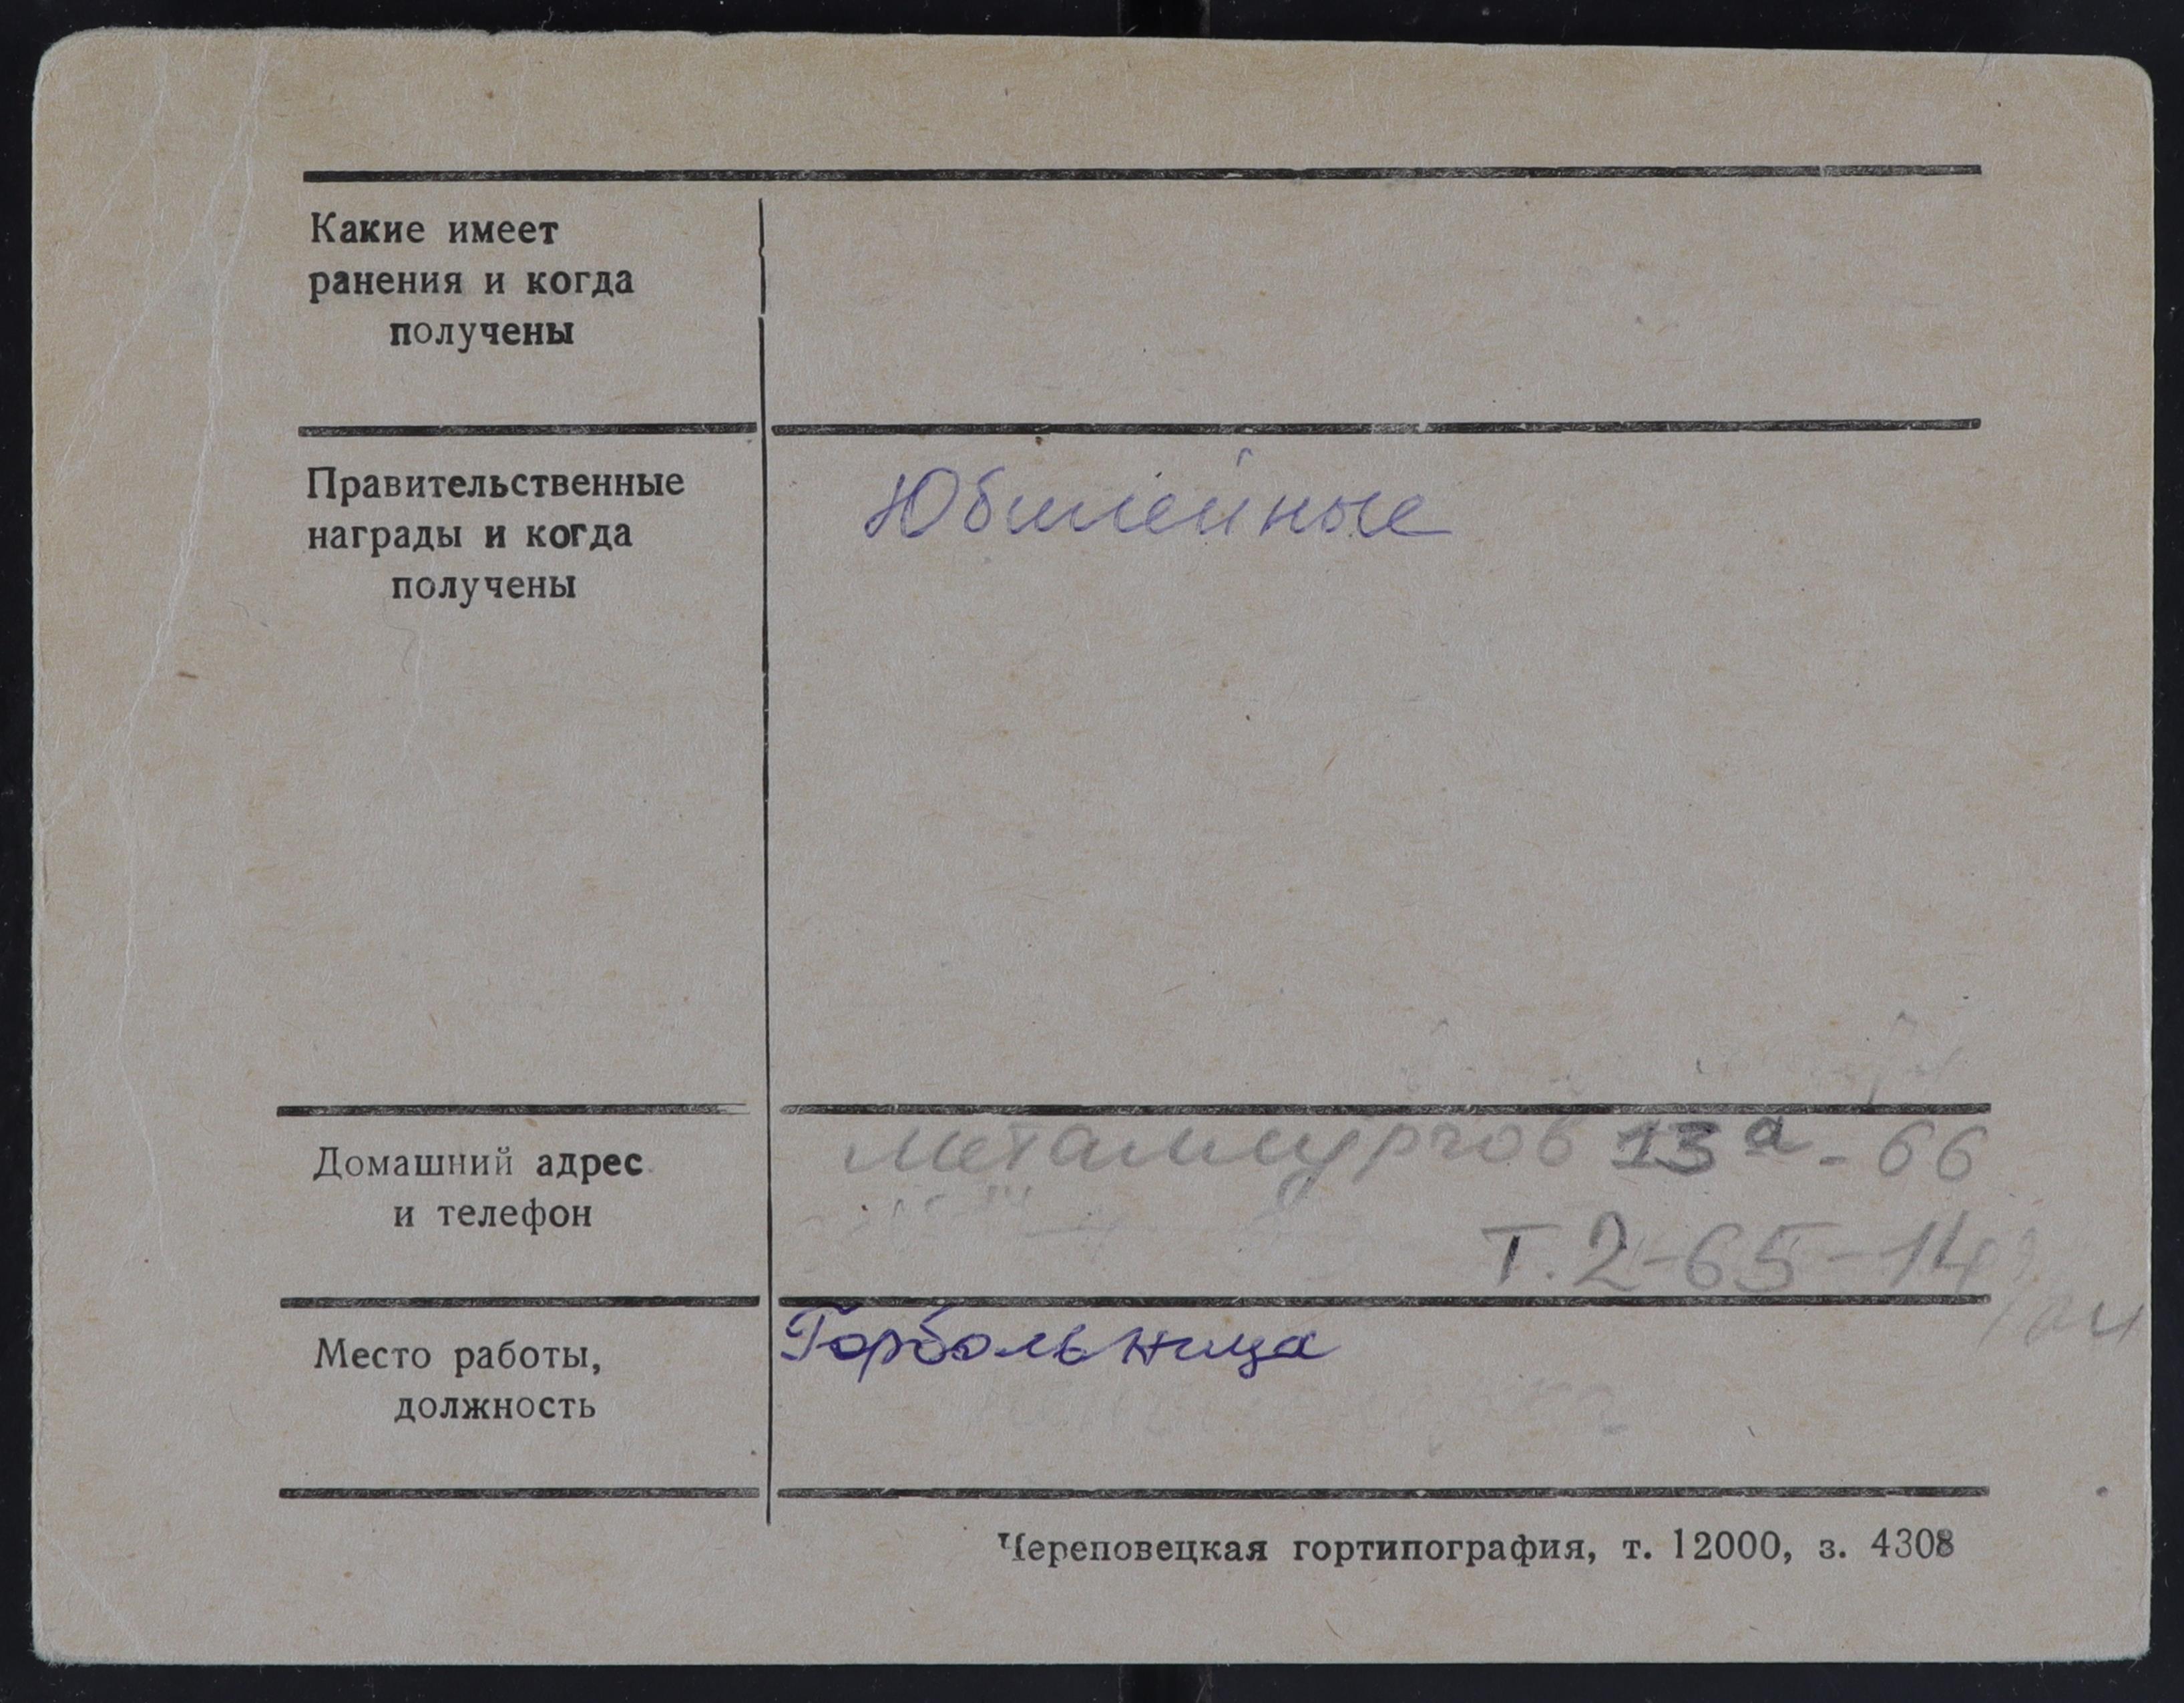 Какие имеет
ранения и когда
получены
Правительственные
награды и когда
получены
Юбилейные
Домашний адрес
и телефон
Металлургов 13а - 66
т. 2-65-14
Место работы,
должность
Горбольница
Череповецкая гортипография, т. 12000, з. 4308